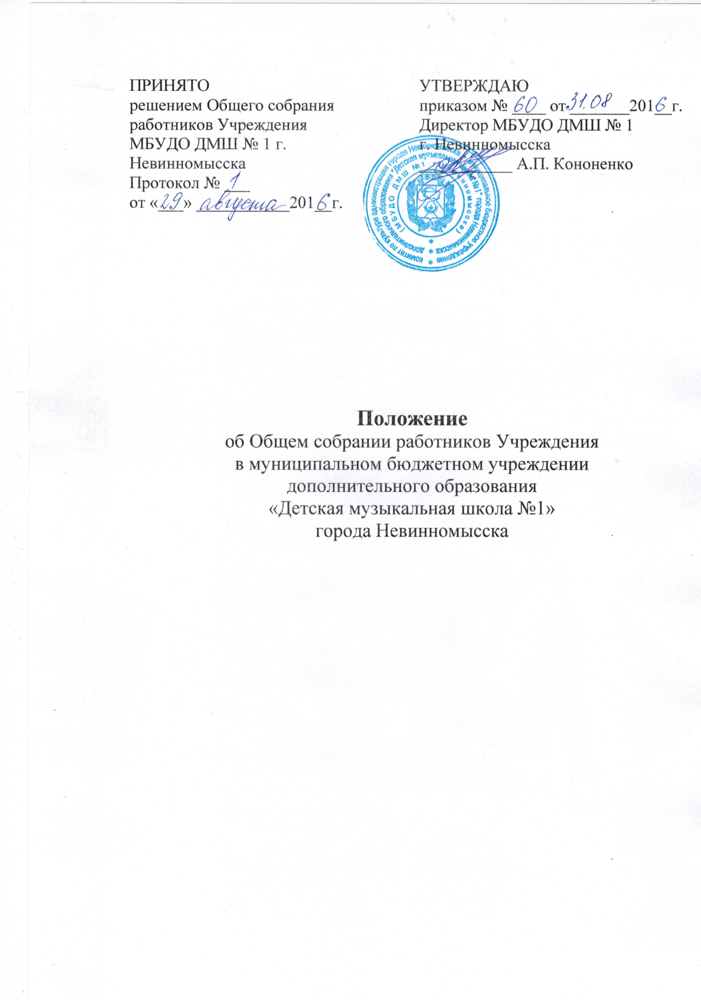 ПРИНЯТО
решением Общего собрания
работников Учреждения
МБУДО ДМШ № 1 г.
Невинномысска
Протокол № 1
от «29» августа 2016 г.
УТВЕРЖДАЮ
приказом № 60 от 31.08 2016 г.
Директор МБУДО ДМШ № 1
г. Невинномысска
А.П. Кононенко
комитет по культуре администрации города Невинномысска * муниципальное бюджетное учреждение *
дополнительного образования "Детская музыкальная школа №1" города Невинномысска *
(МБУДО ДМШ №1 г. Невинномысска) *
Положение
об Общем собрании работников Учреждения
в муниципальном бюджетном учреждении
дополнительного образования
«Детская музыкальная школа №1»
города Невинномысска